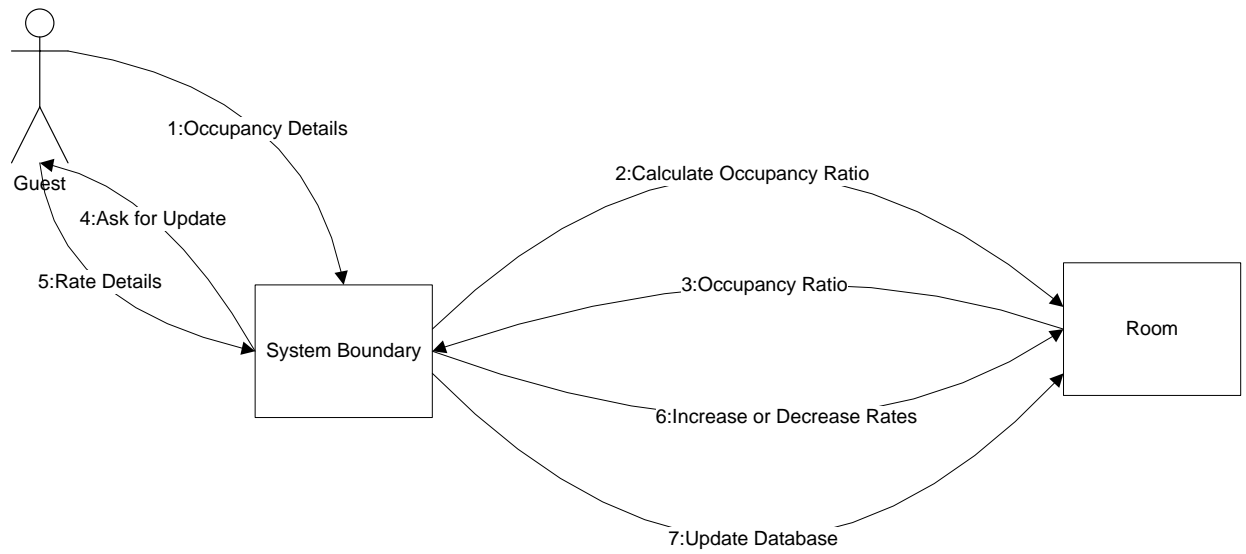 1:Occupancy Details
2:Calculate Occupancy Ratio
Guest
4:Ask for Update
5:Rate Details
3:Occupancy Ratio
Room
System Boundary
6:Increase or Decrease Rates
7:Update Database